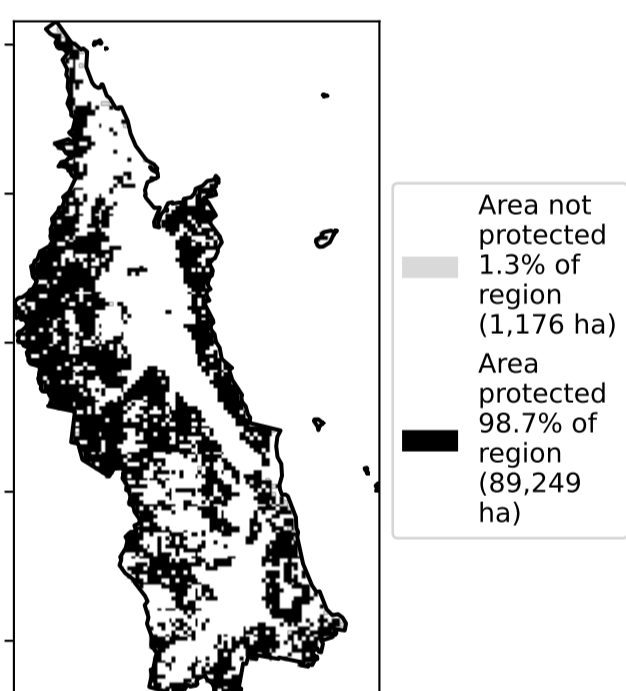 Area not
protected
1.3% of
region
(1,176 ha)
Area
protected
98.7% of
region
(89,249
ha)